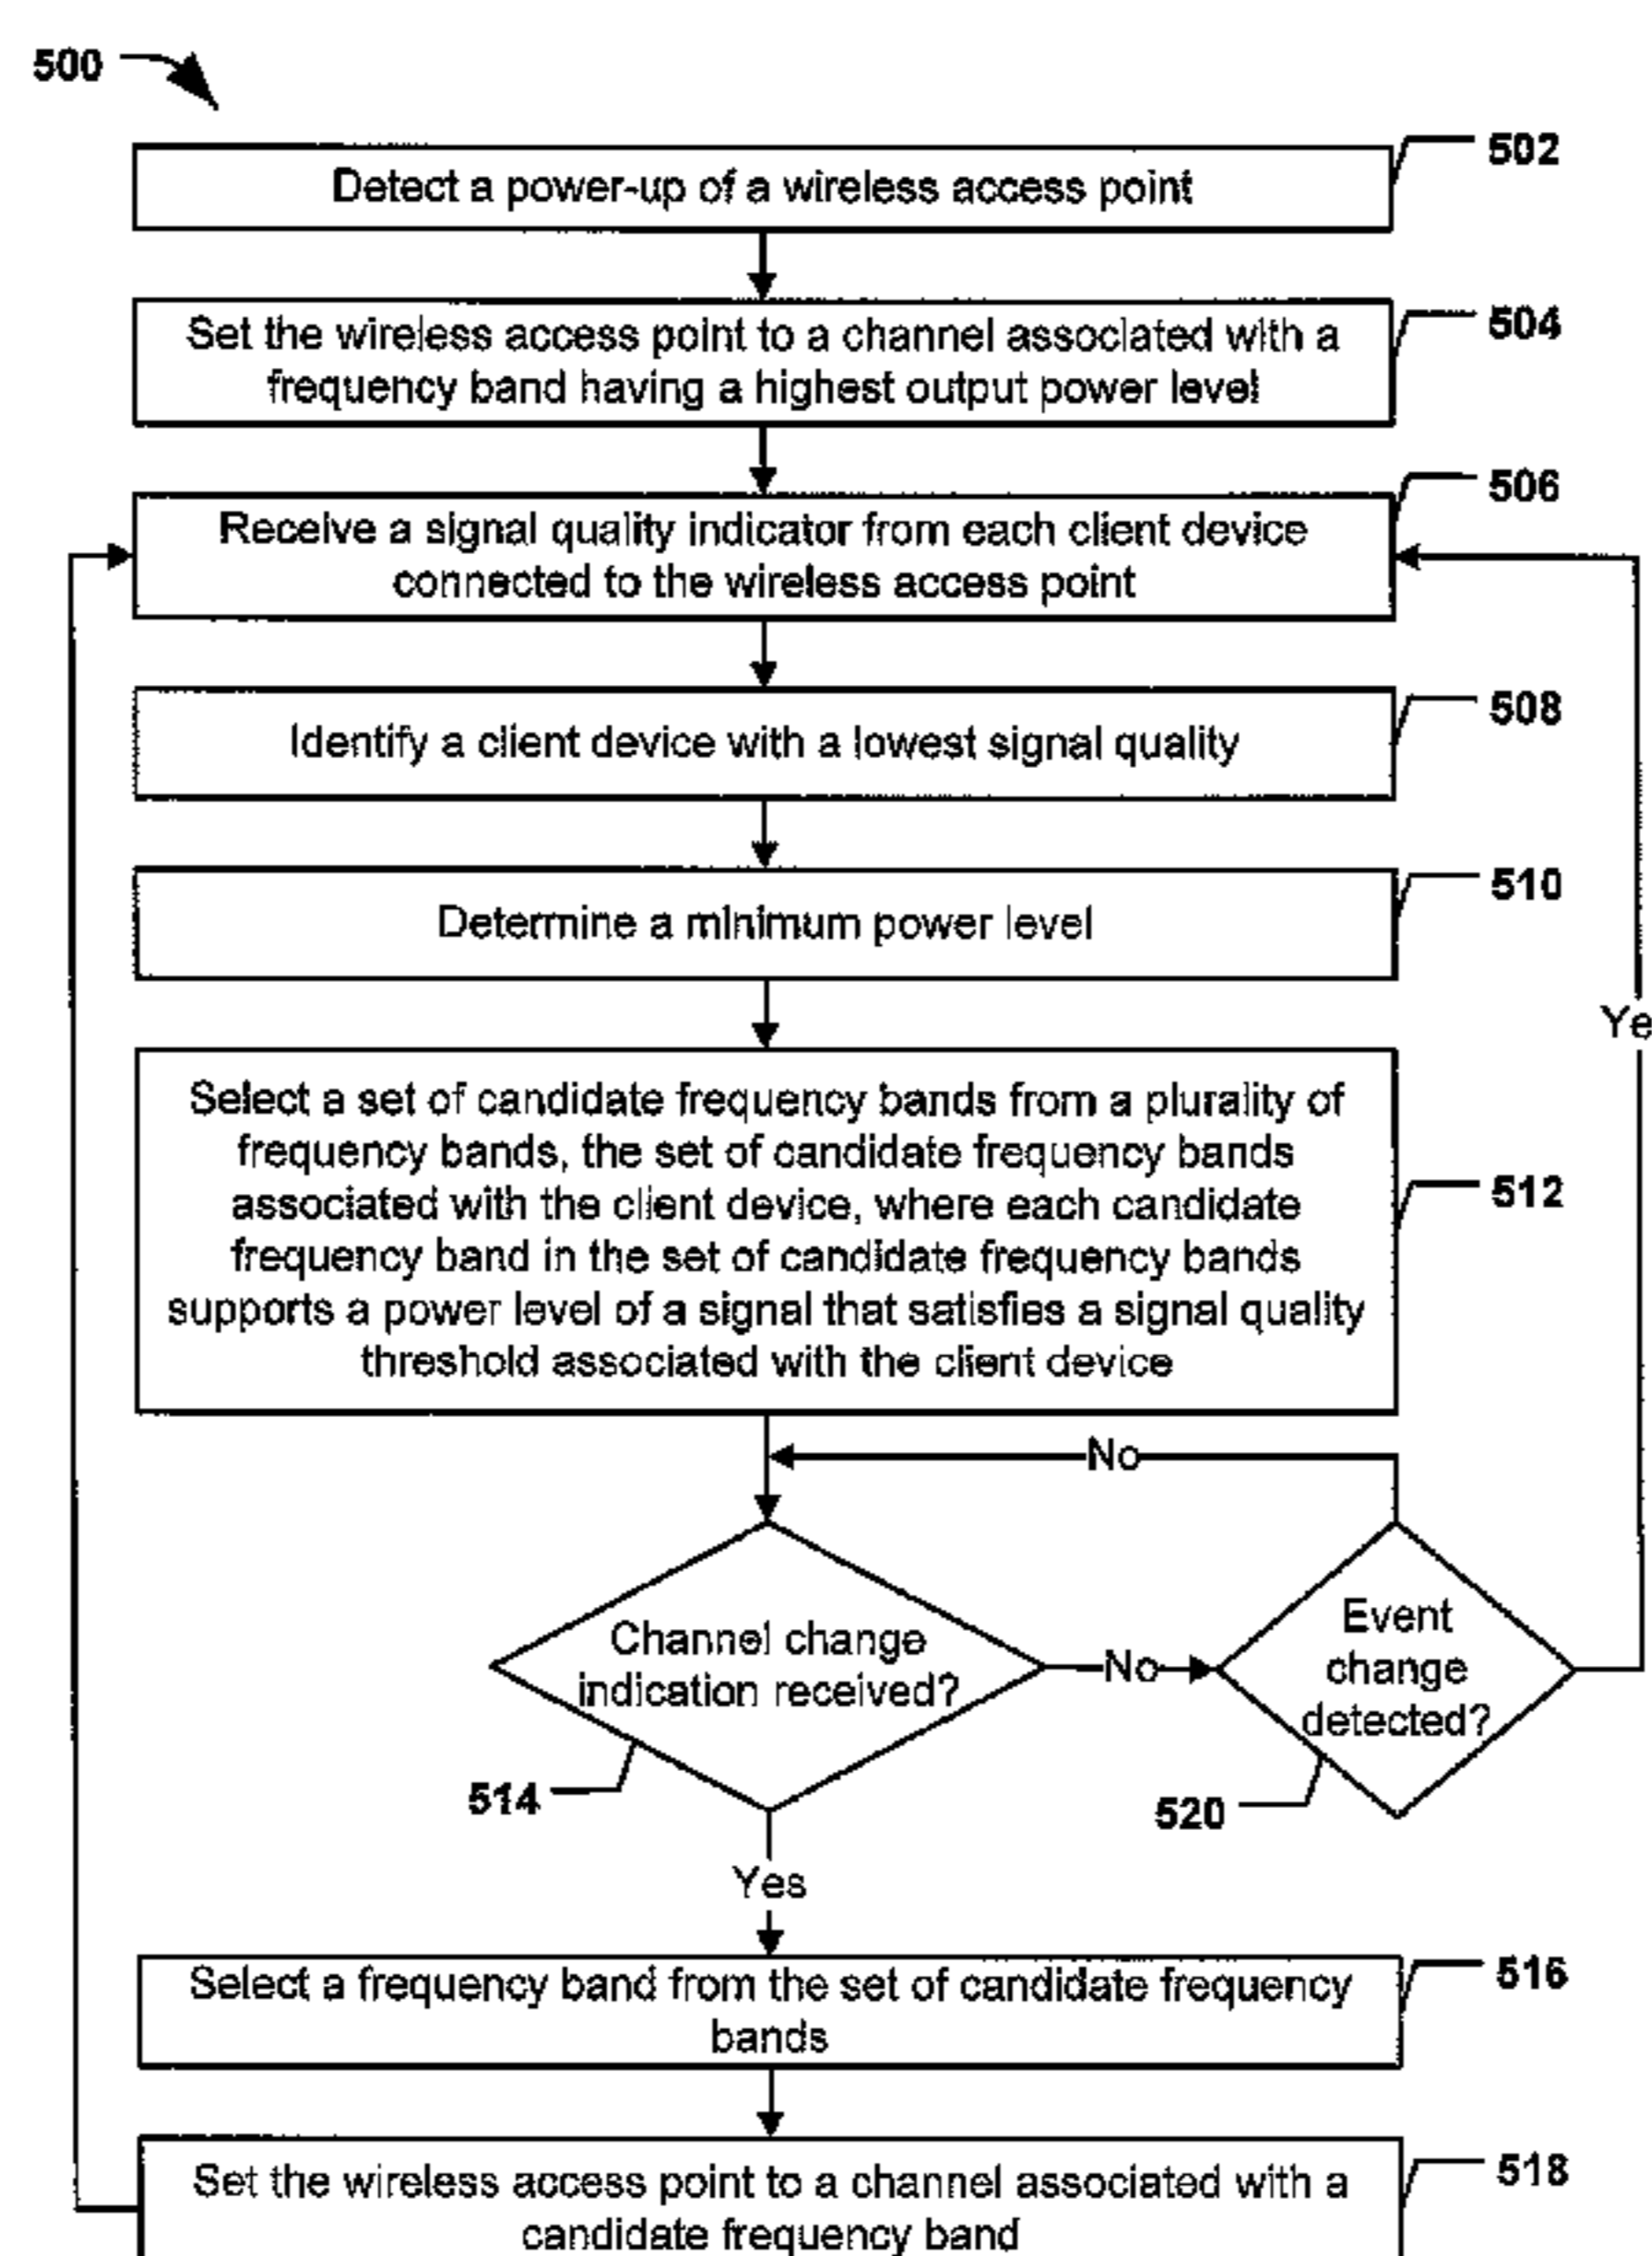 500
502
Detect a power-up of a wireless access point
504
Set the wireless access point to a channel associated with a
frequency band having a highest output power level
506
Receive a signal quality indicator from each client device
connected to the wireless access point
508
Identify a client device with a lowest signal quality
510
Determine a minimum power level
Ye
512
Select a set of candidate frequency bands from a plurality of
frequency bands, the set of candidate frequency bands
associated with the client device, where each candidate
frequency band in the set of candidate frequency bands
supports a power level of a signal that satisfies a signal quality
threshold associated with the client device
No
Channel change
indication received?
No
Event
change
detected?
514
520
Yes
516
Select a frequency band from the set of candidate frequency
bands
518
Set the wireless access point to a channel associated with a
candidate frequency band